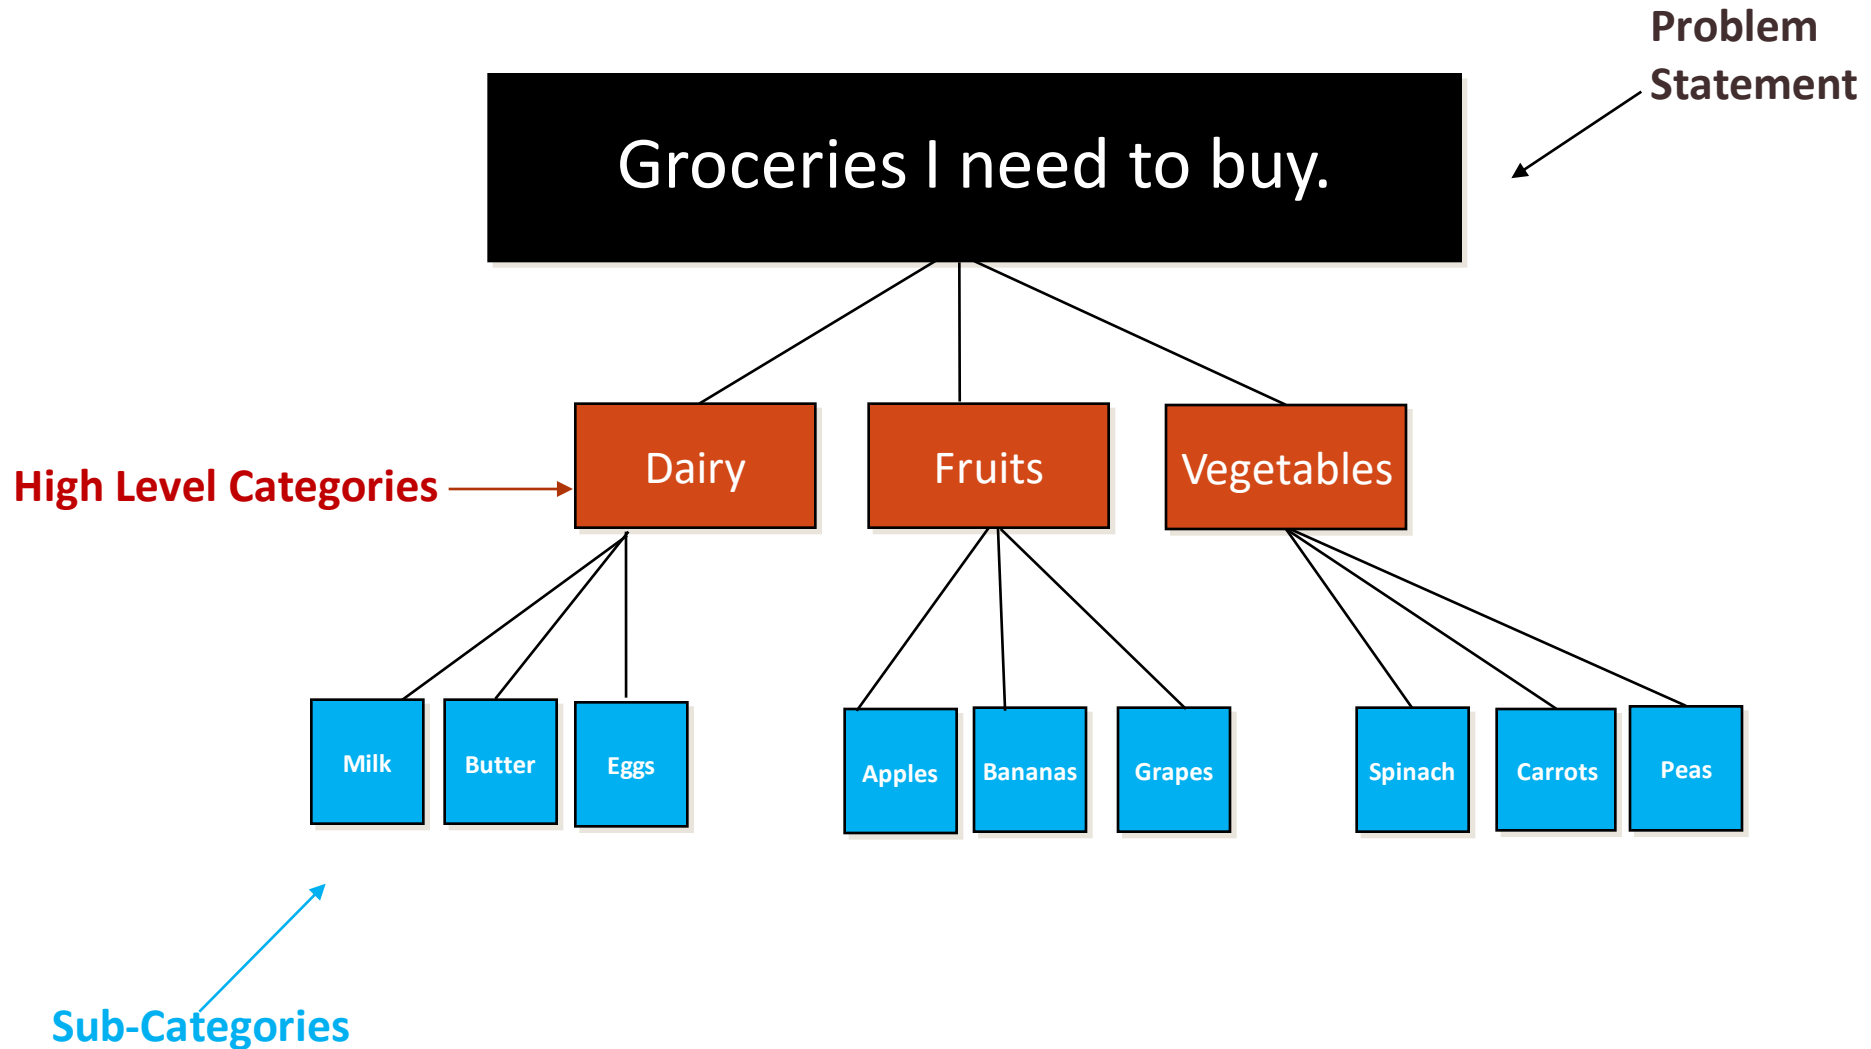 Problem
Statement
Groceries I need to buy.
High Level Categories
Dairy
Fruits
Vegetables
Milk
Butter
Eggs
Apples
Bananas
Grapes
Spinach
Carrots
Peas
Sub-Categories